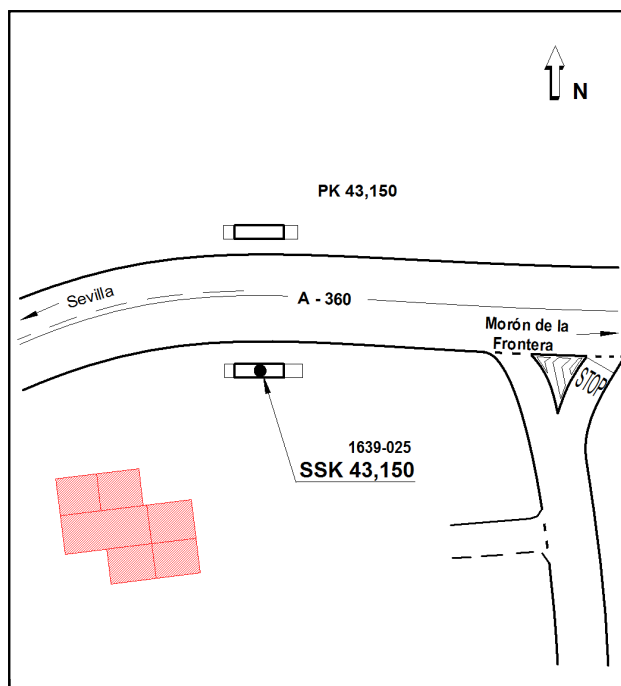 N
PK 43,150
Sevilla
A - 360
Morón de la
Frontera
STOP
1639-025
SSK 43,150